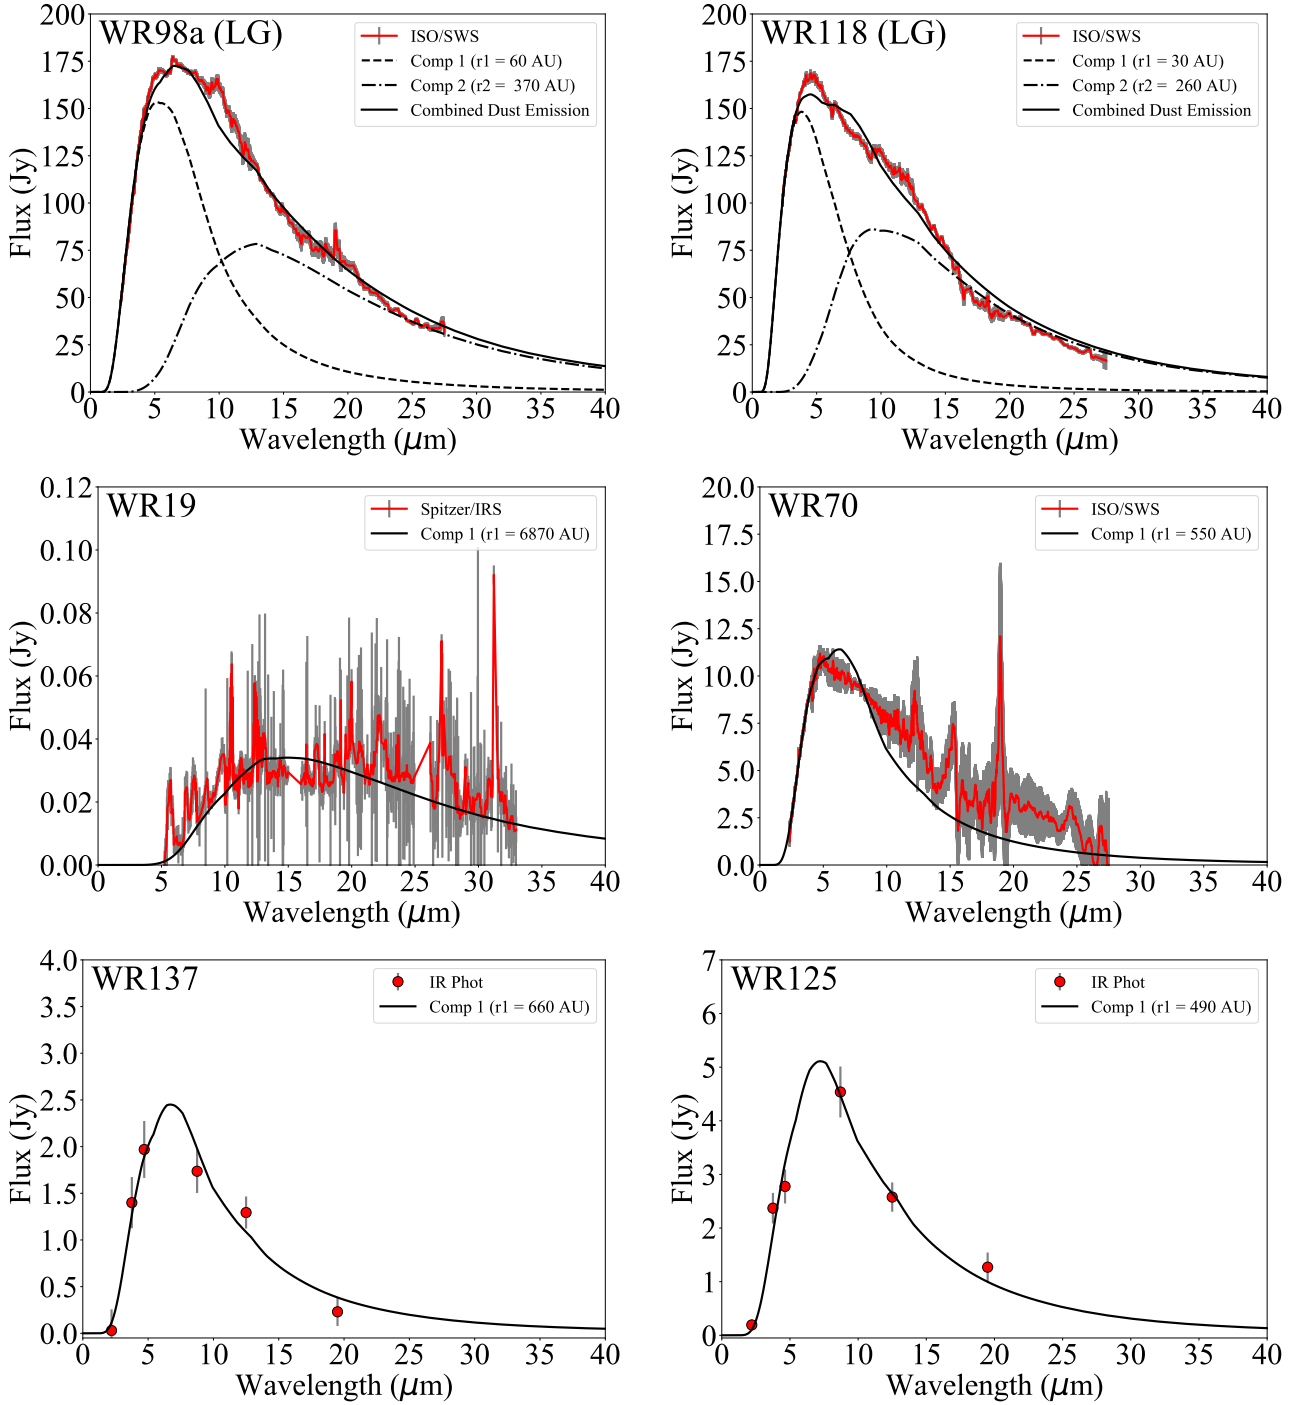 WR98a (LG)
ISO/SWS
Comp 1 (r1 = 60 AU)
Comp 2 (r2 =  370 AU)
Combined Dust Emission
Flux (Jy)
200
175
150
125
100
75
50
25
0
0 5 10 15 20 25 30 35 40
Wavelength (μm)
WR118 (LG)
ISO/SWS
Comp 1 (r1 = 30 AU)
Comp 2 (r2 =  260 AU)
Combined Dust Emission
Flux (Jy)
200
175
150
125
100
75
50
25
0
0 5 10 15 20 25 30 35 40
Wavelength (μm)
WR19
Spitzer/IRS
Comp 1 (r1 = 6870 AU)
Flux (Jy)
0.12
0.10
0.08
0.06
0.04
0.02
0.00
0 5 10 15 20 25 30 35 40
Wavelength (μm)
WR70
ISO/SWS
Comp 1 (r1 = 550 AU)
Flux (Jy)
20.0
17.5
15.0
12.5
10.0
7.5
5.0
2.5
0.0
0 5 10 15 20 25 30 35 40
Wavelength (μm)
WR137
IR Phot
Comp 1 (r1 = 660 AU)
Flux (Jy)
4.0
3.5
3.0
2.5
2.0
1.5
1.0
0.5
0.0
0 5 10 15 20 25 30 35 40
Wavelength (μm)
WR125
IR Phot
Comp 1 (r1 = 490 AU)
Flux (Jy)
7
6
5
4
3
2
1
0
0 5 10 15 20 25 30 35 40
Wavelength (μm)